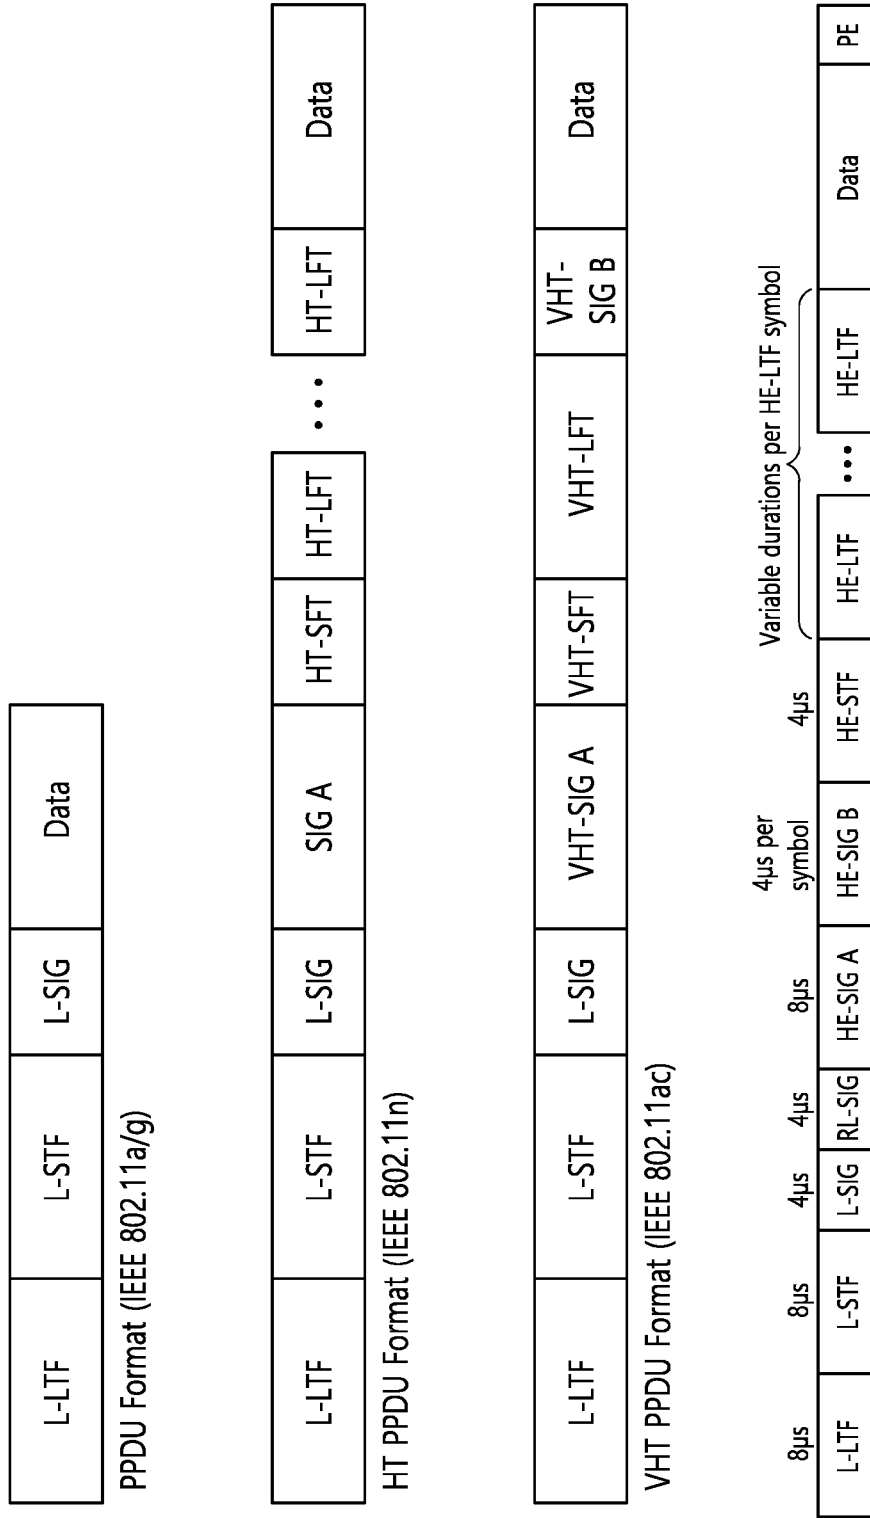 L-LTF
L-STF
L-SIG
Data
PPDU Format (IEEE 802.11a/g)
L-LTF
L-STF
L-SIG
SIG A
HT-SFT
HT-LFT
•••
HT-LFT
Data
HT PPDU Format (IEEE 802.11n)
L-LTF
L-STF
L-SIG
VHT-SIG A
VHT-SFT
VHT-LFT
VHT-
SIG B
Data
VHT PPDU Format (IEEE 802.11ac)
8µs
8µs
4µs
4µs
8µs
4µs per
symbol
4µs
Variable durations per HE-LTF symbol
L-LTF
L-STF
L-SIG
RL-SIG
HE-SIG A
HE-SIG B
HE-STF
HE-LTF
•••
HE-LTF
Data
PE